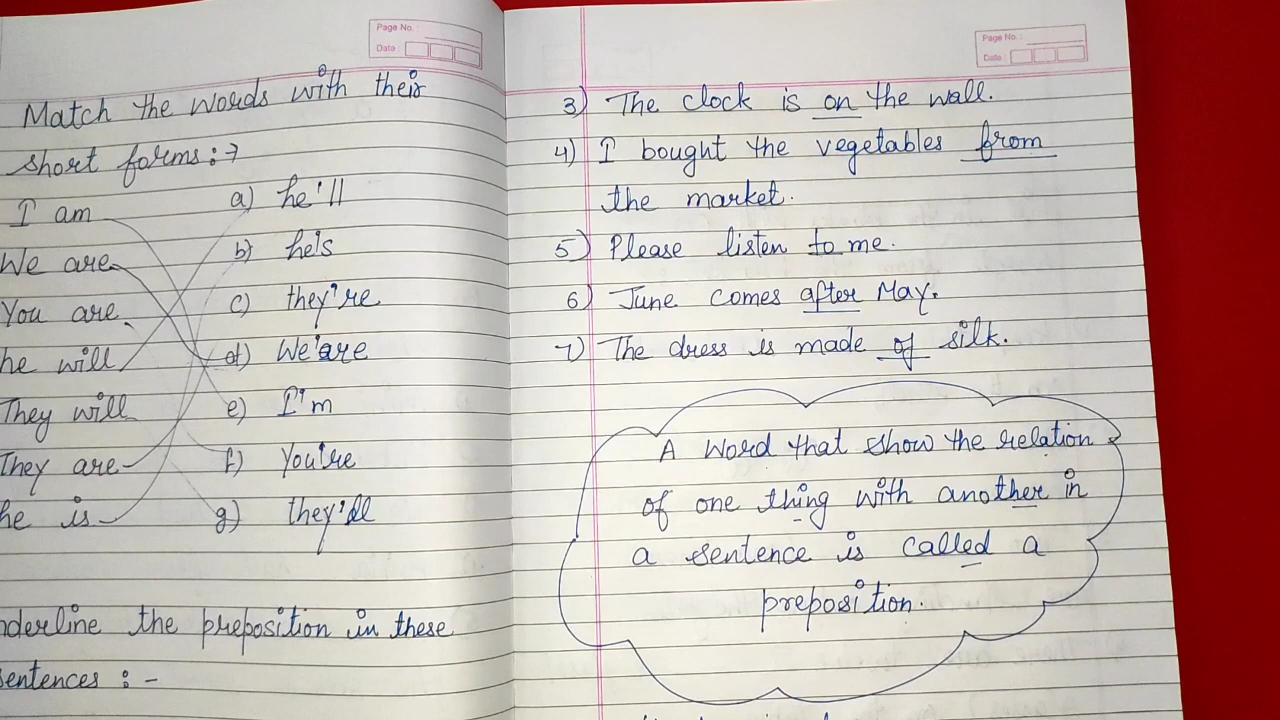 Page No. :
Date :
Match the words with their
short forms : →
I am
a) he'll
We are
b) he's
You are
c) they're
he will
d) We'are
They will
e) I'm
They are
f) You're
he is
g) they'll
nderline the preposition in these
sentences : -
Page No. :
Date :
3) The clock is on the wall.
4) I bought the vegetables from
the market.
5) Please listen to me.
6) June comes after May.
7) The dress is made of silk.
A word that show the relation
of one thing with another in
a sentence is called a
preposition.